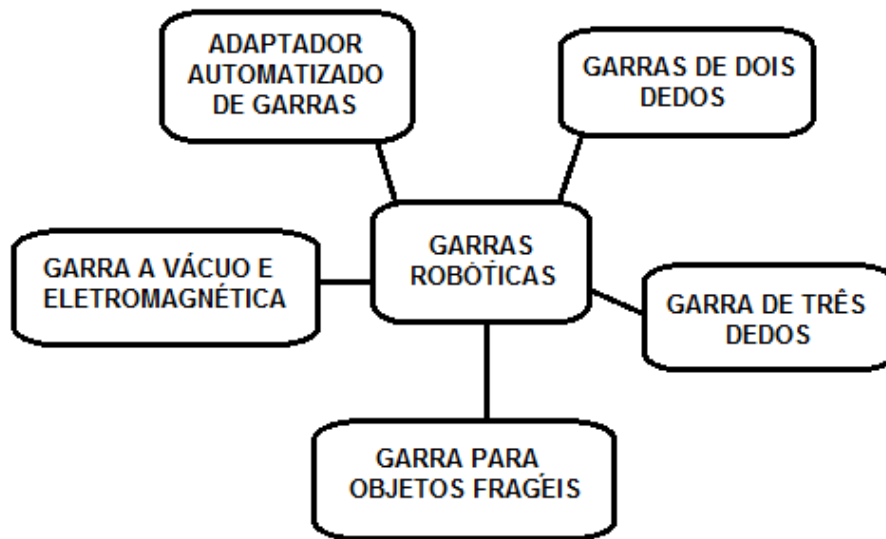 ADAPTADOR
AUTOMATIZADO
DE GARRAS
GARRAS DE DOIS
DEDOS
GARRAS
ROBÓTICAS
GARRA A VÁCUO E
ELETROMAGNÉTICA
GARRA DE TRÊS
DEDOS
GARRA PARA
OBJETOS FRAGÉIS